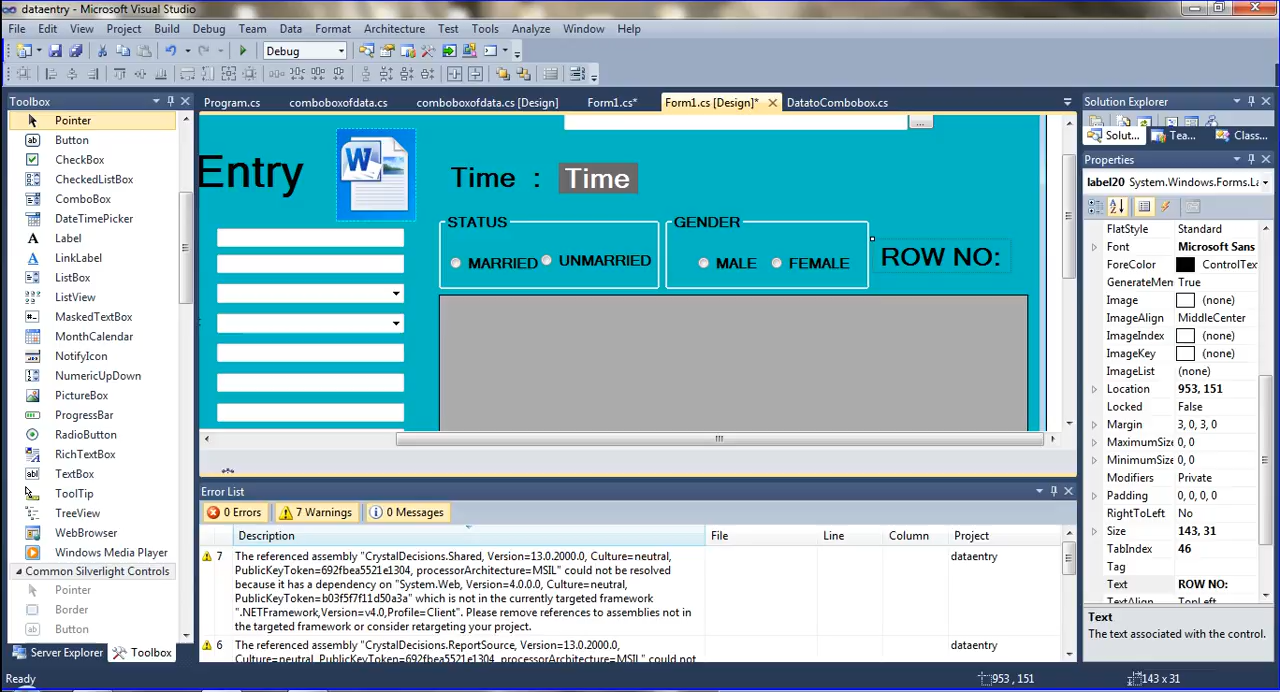 dataentry - Microsoft Visual Studio
File Edit View Project Build Debug Team Data Format Architecture Test Tools Analyze Window Help
Debug
Toolbox
Program.cs comboboxofdata.cs comboboxofdata.cs [Design] Form1.cs* Form1.cs [Design]* DatatoCombobox.cs
Solution Explorer
Pointer
Button
CheckBox
CheckedListBox
ComboBox
DateTimePicker
Label
LinkLabel
ListBox
ListView
MaskedTextBox
MonthCalendar
NotifyIcon
NumericUpDown
PictureBox
ProgressBar
RadioButton
RichTextBox
TextBox
ToolTip
TreeView
WebBrowser
Windows Media Player
Common Silverlight Controls
Pointer
Border
Button
Server Explorer Toolbox
...
Entry
W
Time : Time
STATUS
MARRIED UNMARRIED
GENDER
MALE FEMALE
ROW NO:
Error List
0 Errors 7 Warnings 0 Messages
Description File Line Column Project
7 The referenced assembly "CrystalDecisions.Shared, Version=13.0.2000.0, Culture=neutral, dataentry
PublicKeyToken=692fbea5521e1304, processorArchitecture=MSIL" could not be resolved
because it has a dependency on "System.Web, Version=4.0.0.0, Culture=neutral,
PublicKeyToken=b03f5f7f11d50a3a" which is not in the currently targeted framework
".NETFramework,Version=v4.0,Profile=Client". Please remove references to assemblies not in
the targeted framework or consider retargeting your project.
6 The referenced assembly "CrystalDecisions.ReportSource, Version=13.0.2000.0, dataentry
Culture=neutral, PublicKeyToken=692fbea5521e1304, processorArchitecture=MSIL" could not
Solut... Tea... Class...
Properties
label20 System.Windows.Forms.La
FlatStyle Standard
Font Microsoft Sans
ForeColor ControlTex
GenerateMem True
Image (none)
ImageAlign MiddleCenter
ImageIndex (none)
ImageKey (none)
ImageList (none)
Location 953, 151
Locked False
Margin 3, 0, 3, 0
MaximumSize 0, 0
MinimumSize 0, 0
Modifiers Private
Padding 0, 0, 0, 0
RightToLeft No
Size 143, 31
TabIndex 46
Tag
Text ROW NO:
TextAlign TopLeft
Text
The text associated with the control.
Ready 953 , 151 143 x 31